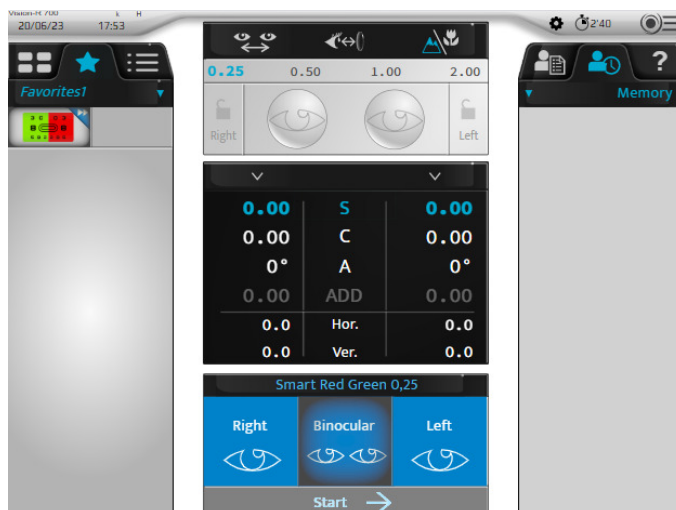 Vision-R 700
20/06/23 17:53
2'40
Favorites1
Memory
?
0.25 0.50 1.00 2.00
Right Left
0.00 S 0.00
0.00 C 0.00
0° A 0°
0.00 ADD 0.00
0.0 Hor. 0.0
0.0 Ver. 0.0
Smart Red Green 0,25
Right Binocular Left
Start